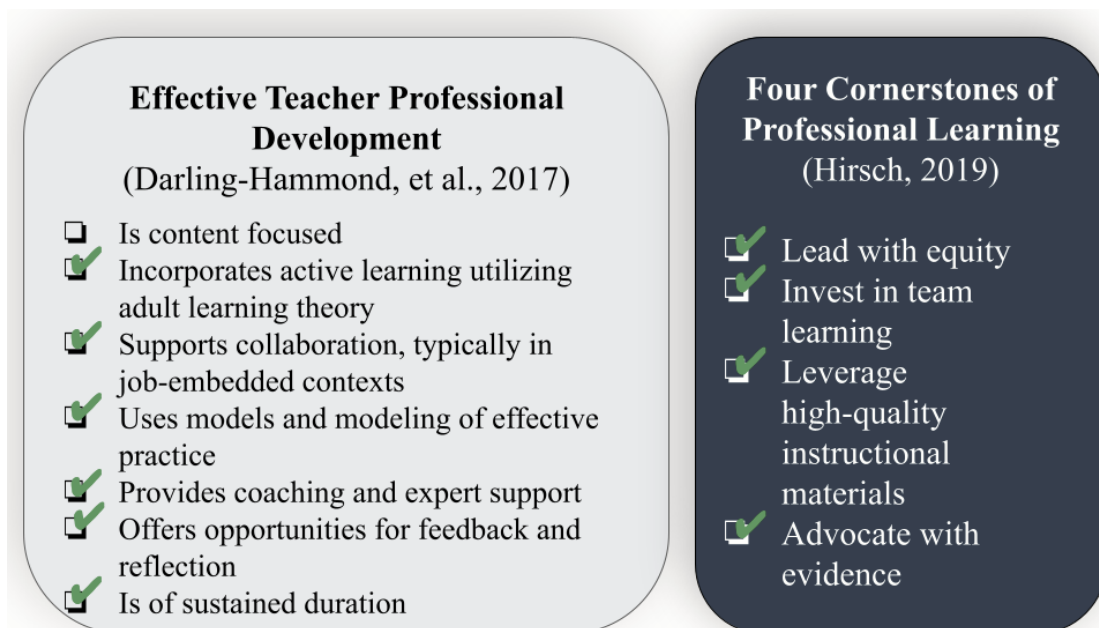 Effective Teacher Professional
Development
(Darling-Hammond, et al., 2017)
Is content focused
Incorporates active learning utilizing
adult learning theory
Supports collaboration, typically in
job-embedded contexts
Uses models and modeling of effective
practice
Provides coaching and expert support
Offers opportunities for feedback and
reflection
Is of sustained duration
Four Cornerstones of
Professional Learning
(Hirsch, 2019)
Lead with equity
Invest in team
learning
Leverage
high-quality
instructional
materials
Advocate with
evidence